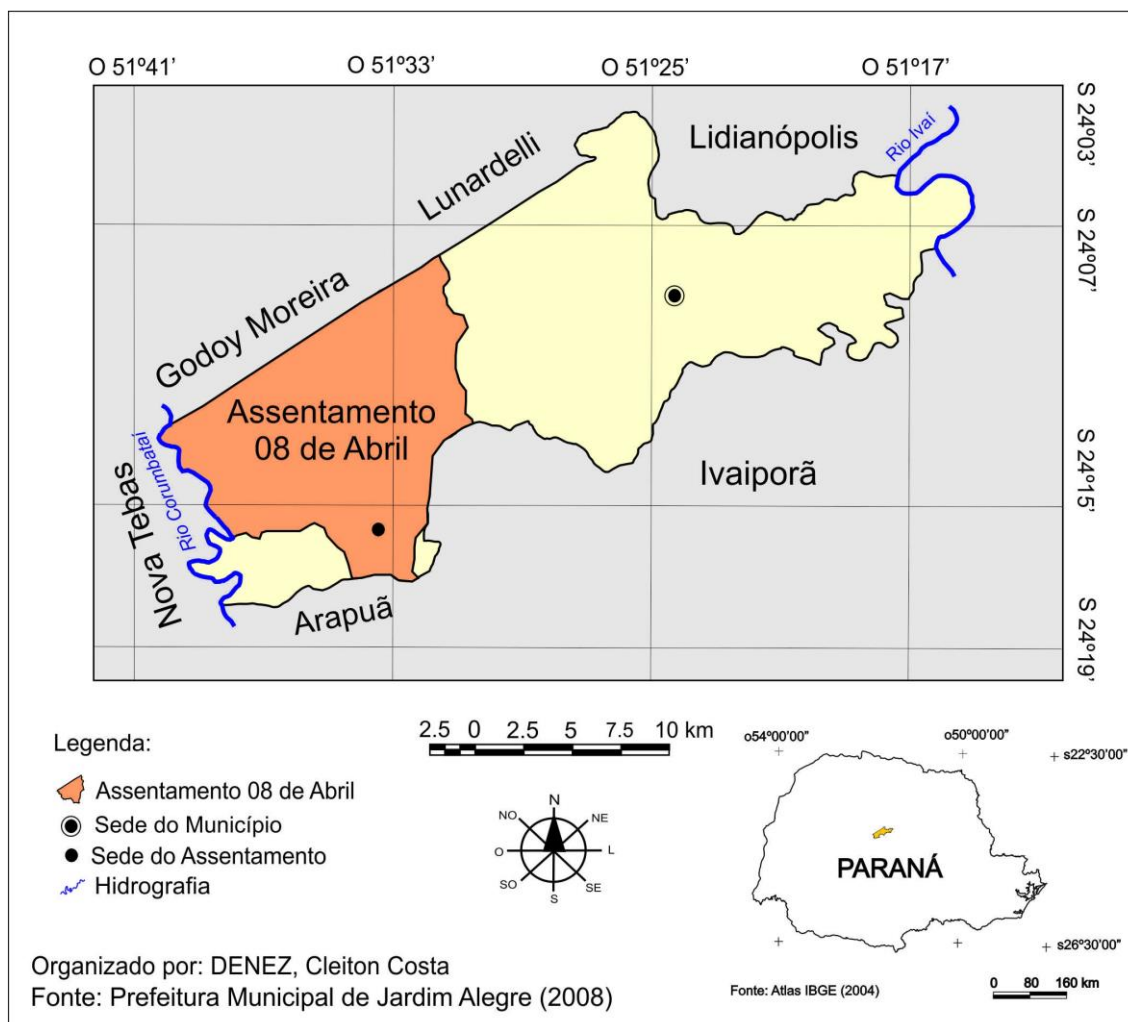 O 51º41’ O 51º33’ O 51º25’ O 51º17’
S 24º03’
S 24º07’
S 24º15’
S 24º19’
Lidianópolis
Rio Ivaí
Lunardelli
Godoy Moreira
Assentamento
08 de Abril
Ivaiporã
Rio Corumbataí
Nova Tebas
Arapuã
Legenda:
Assentamento 08 de Abril
Sede do Município
Sede do Assentamento
Hidrografia
2.5 0 2.5 5 7.5 10 km
N
NO NE
O L
SO SE
S
o54º00’00” o50º00’00”
s22º30’00”
PARANÁ
s26º30’00”
Organizado por: DENEZ, Cleiton Costa
Fonte: Prefeitura Municipal de Jardim Alegre (2008)
Fonte: Atlas IBGE (2004)
0 80 160 km